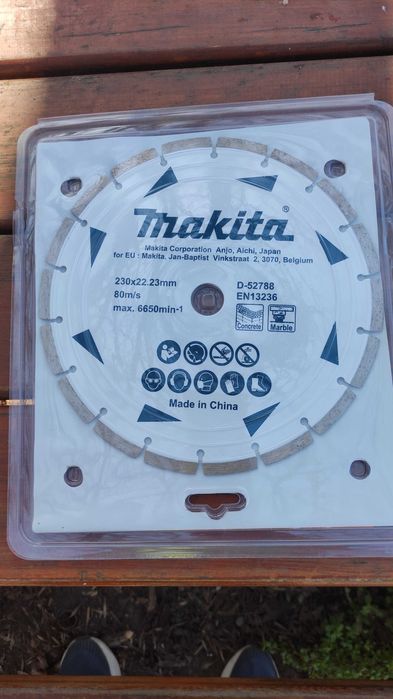 makita®
Makita Corporation Anjo, Aichi, Japan
for EU : Makita. Jan-Baptist Vinkstraat 2, 3070, Belgium
230x22.23mm
80m/s
max. 6650min-1
D-52788
EN13236
Concrete
Marble
Made in China